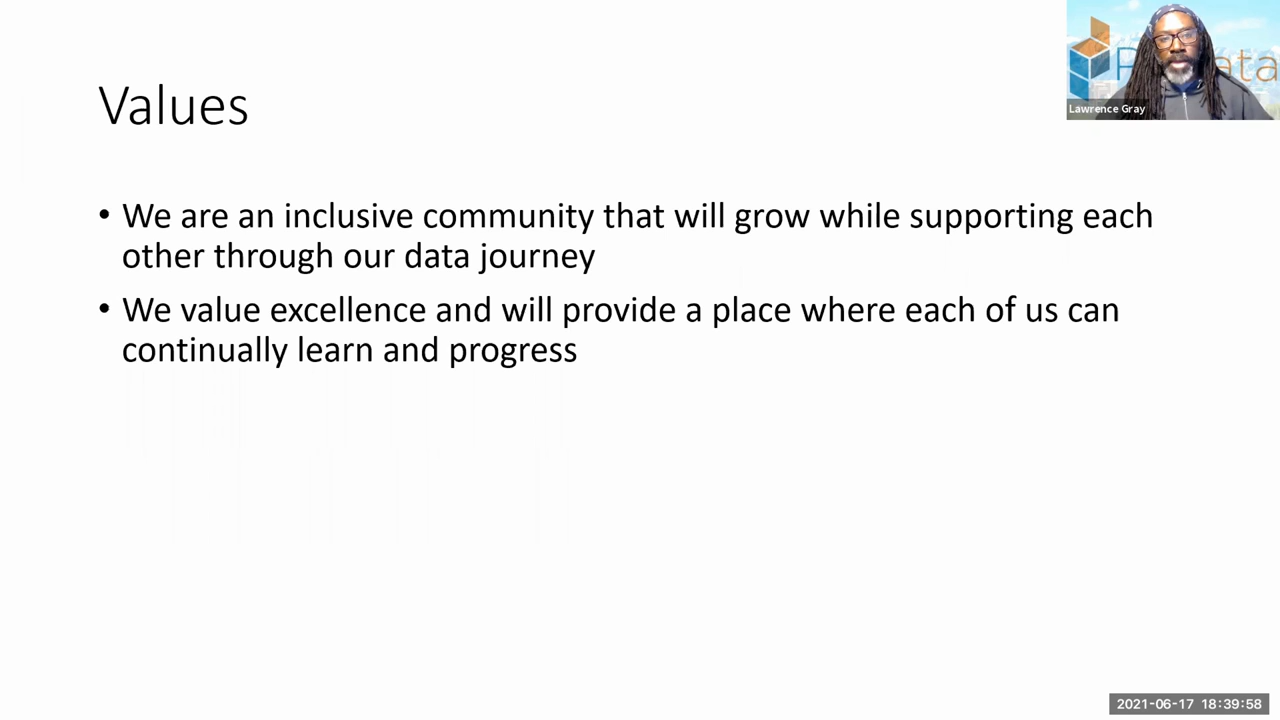 Values
Lawrence Gray
• We are an inclusive community that will grow while supporting each
other through our data journey
• We value excellence and will provide a place where each of us can
continually learn and progress
2021-06-17 18:39:58